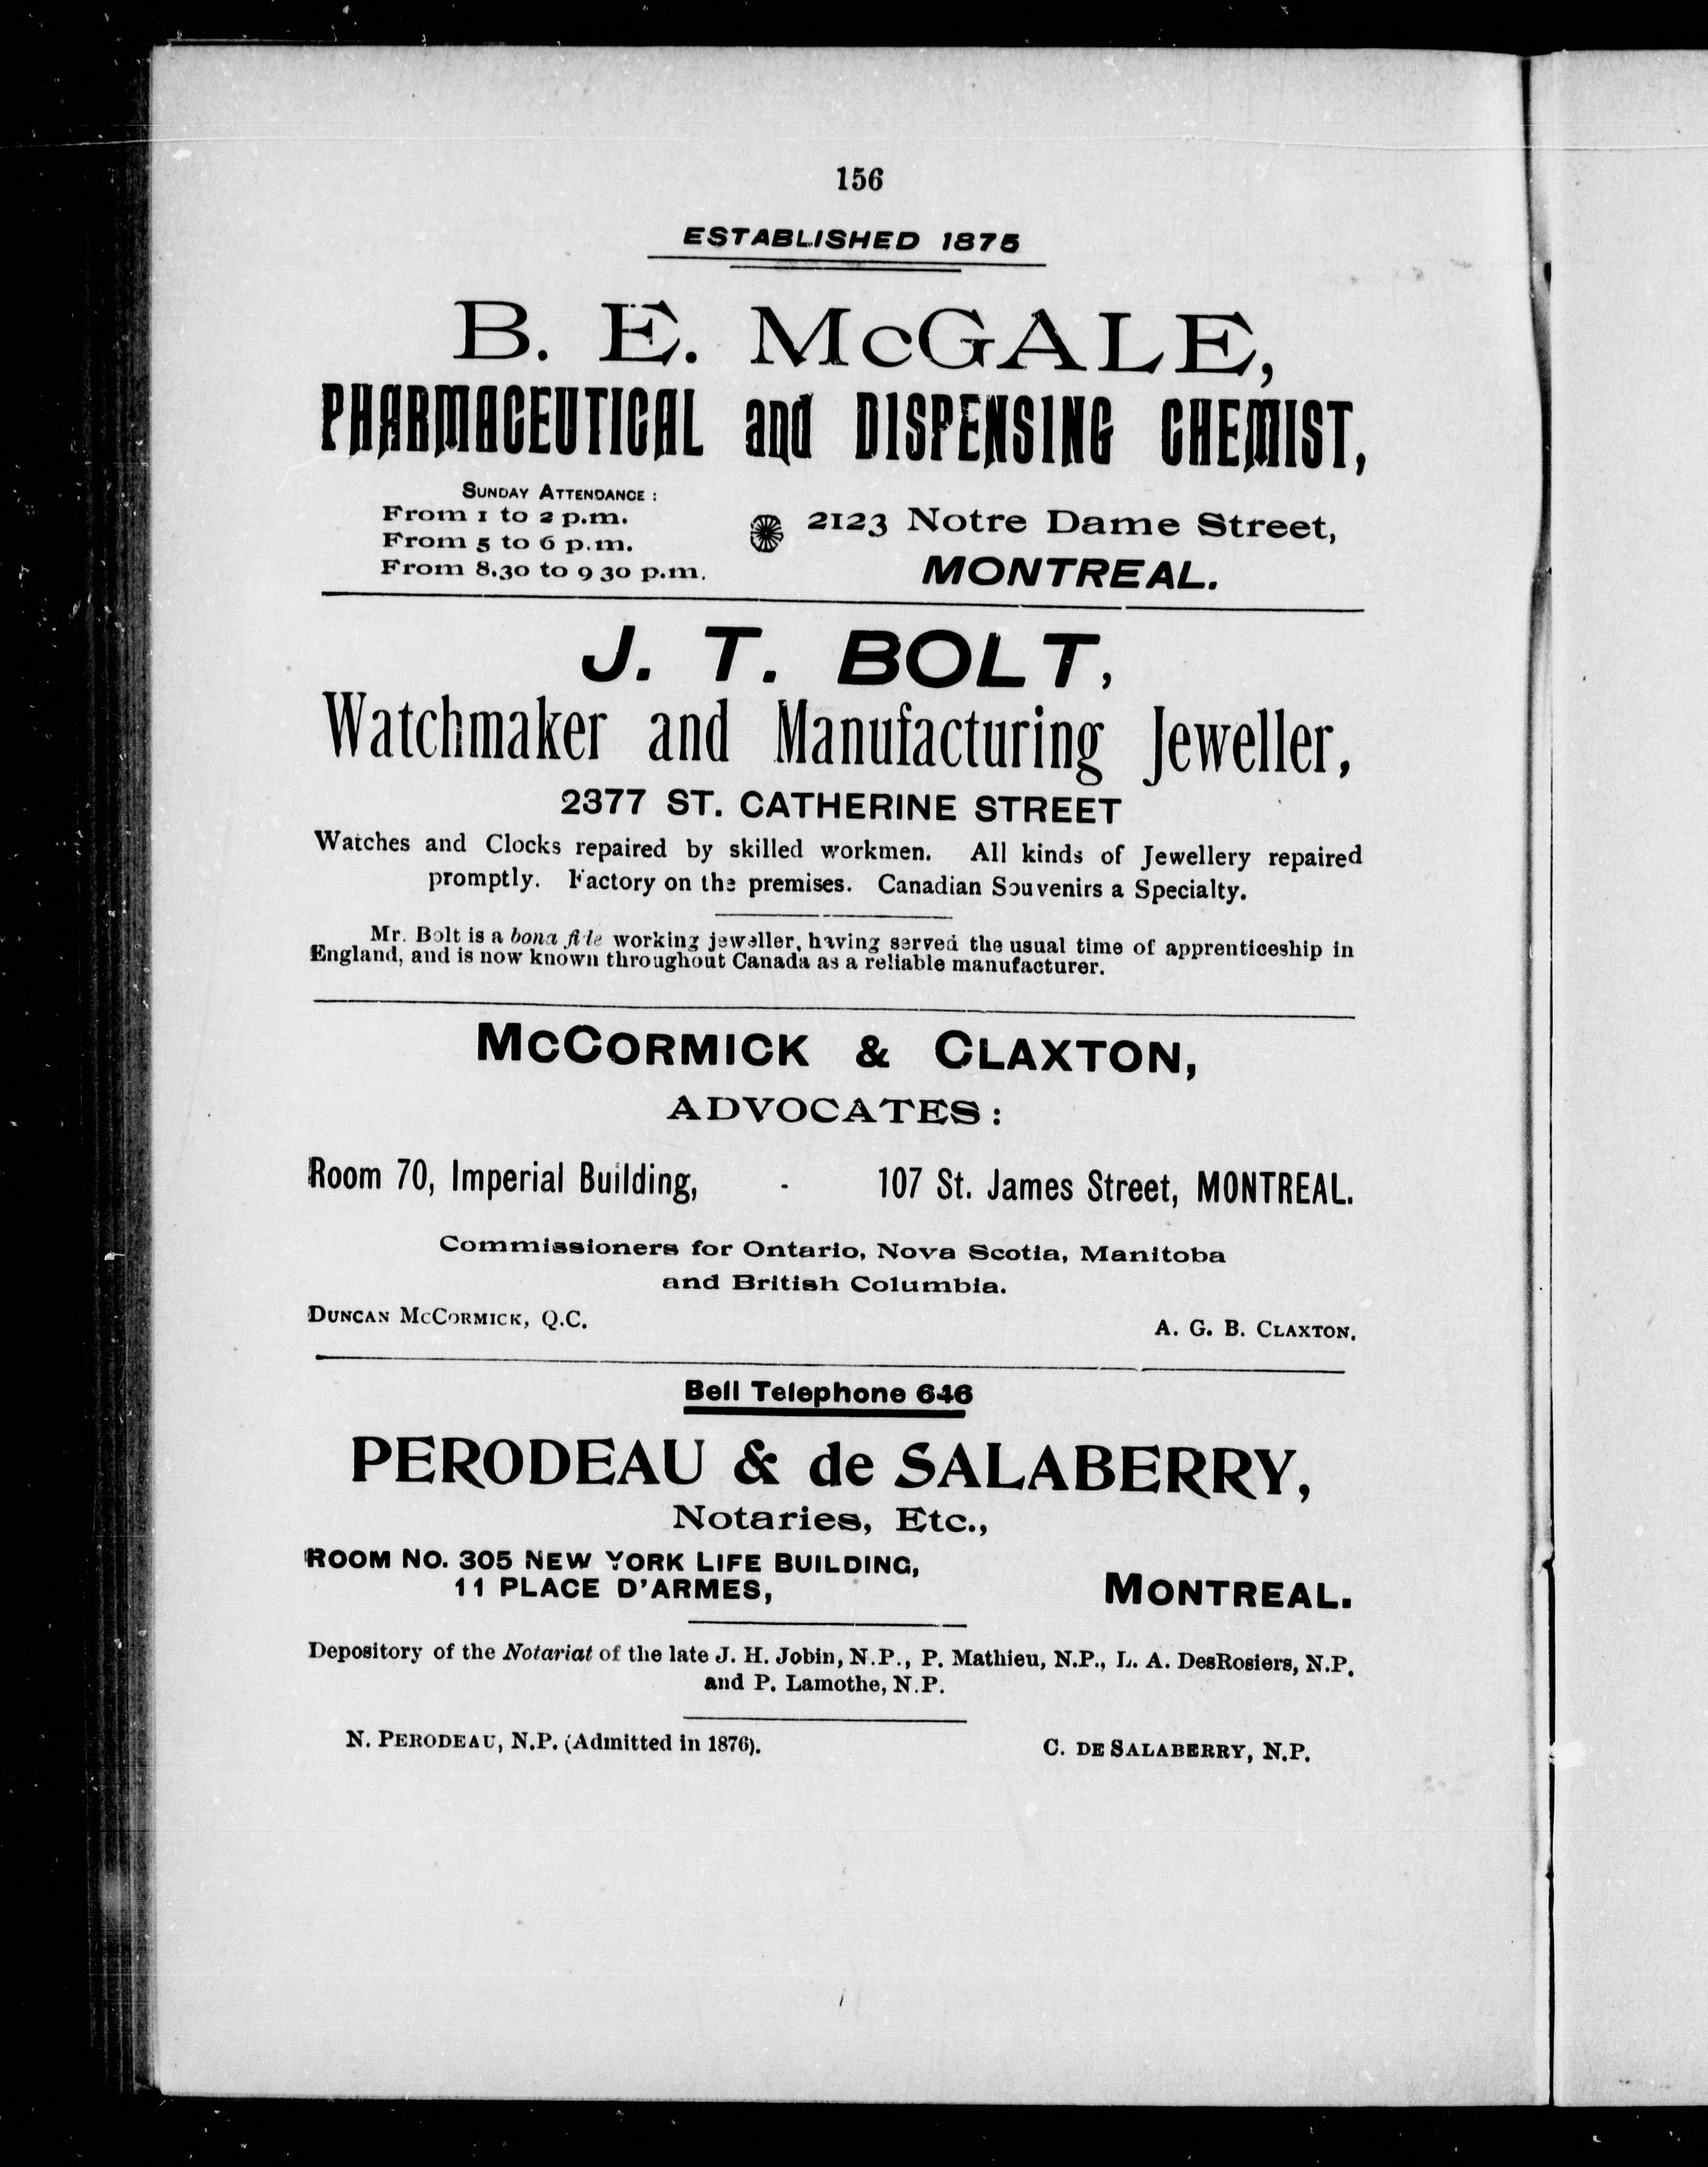 156
ESTABLISHED 1875
B. E. McGALE,
PHARMACEUTICAL and DISPENSING CHEMIST,
SUNDAY ATTENDANCE :
From 1 to 2 p.m.
From 5 to 6 p.m.
From 8.30 to 9 30 p.m.
2123 Notre Dame Street,
MONTREAL.
J. T. BOLT,
Watchmaker and Manufacturing Jeweller,
2377 ST. CATHERINE STREET
Watches and Clocks repaired by skilled workmen. All kinds of Jewellery repaired
promptly. Factory on the premises. Canadian Souvenirs a Specialty.
Mr. Bolt is a bona fide working jeweller, having served the usual time of apprenticeship in
England, and is now known throughout Canada as a reliable manufacturer.
MCCORMICK & CLAXTON,
ADVOCATES :
Room 70, Imperial Building, - 107 St. James Street, MONTREAL.
Commissioners for Ontario, Nova Scotia, Manitoba
and British Columbia.
DUNCAN MCCORMICK, Q.C.
A. G. B. CLAXTON.
Bell Telephone 646
PERODEAU & de SALABERRY,
Notaries, Etc.,
ROOM NO. 305 NEW YORK LIFE BUILDING,
11 PLACE D'ARMES,
MONTREAL.
Depository of the Notariat of the late J. H. Jobin, N.P., P. Mathieu, N.P., L. A. DesRosiers, N.P.
and P. Lamothe, N.P.
N. PERODEAU, N.P. (Admitted in 1876).
C. DE SALABERRY, N.P.